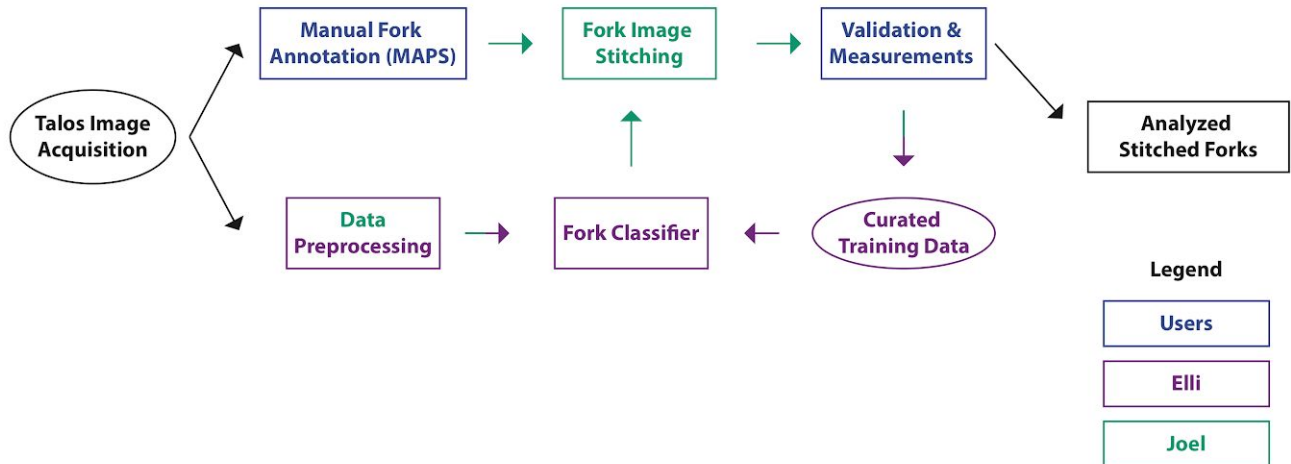 Manual Fork
Annotation (MAPS)
Fork Image
Stitching
Validation &
Measurements
Talos Image
Acquisition
Analyzed
Stitched Forks
Data
Preprocessing
Fork Classifier
Curated
Training Data
Legend
Users
Elli
Joel